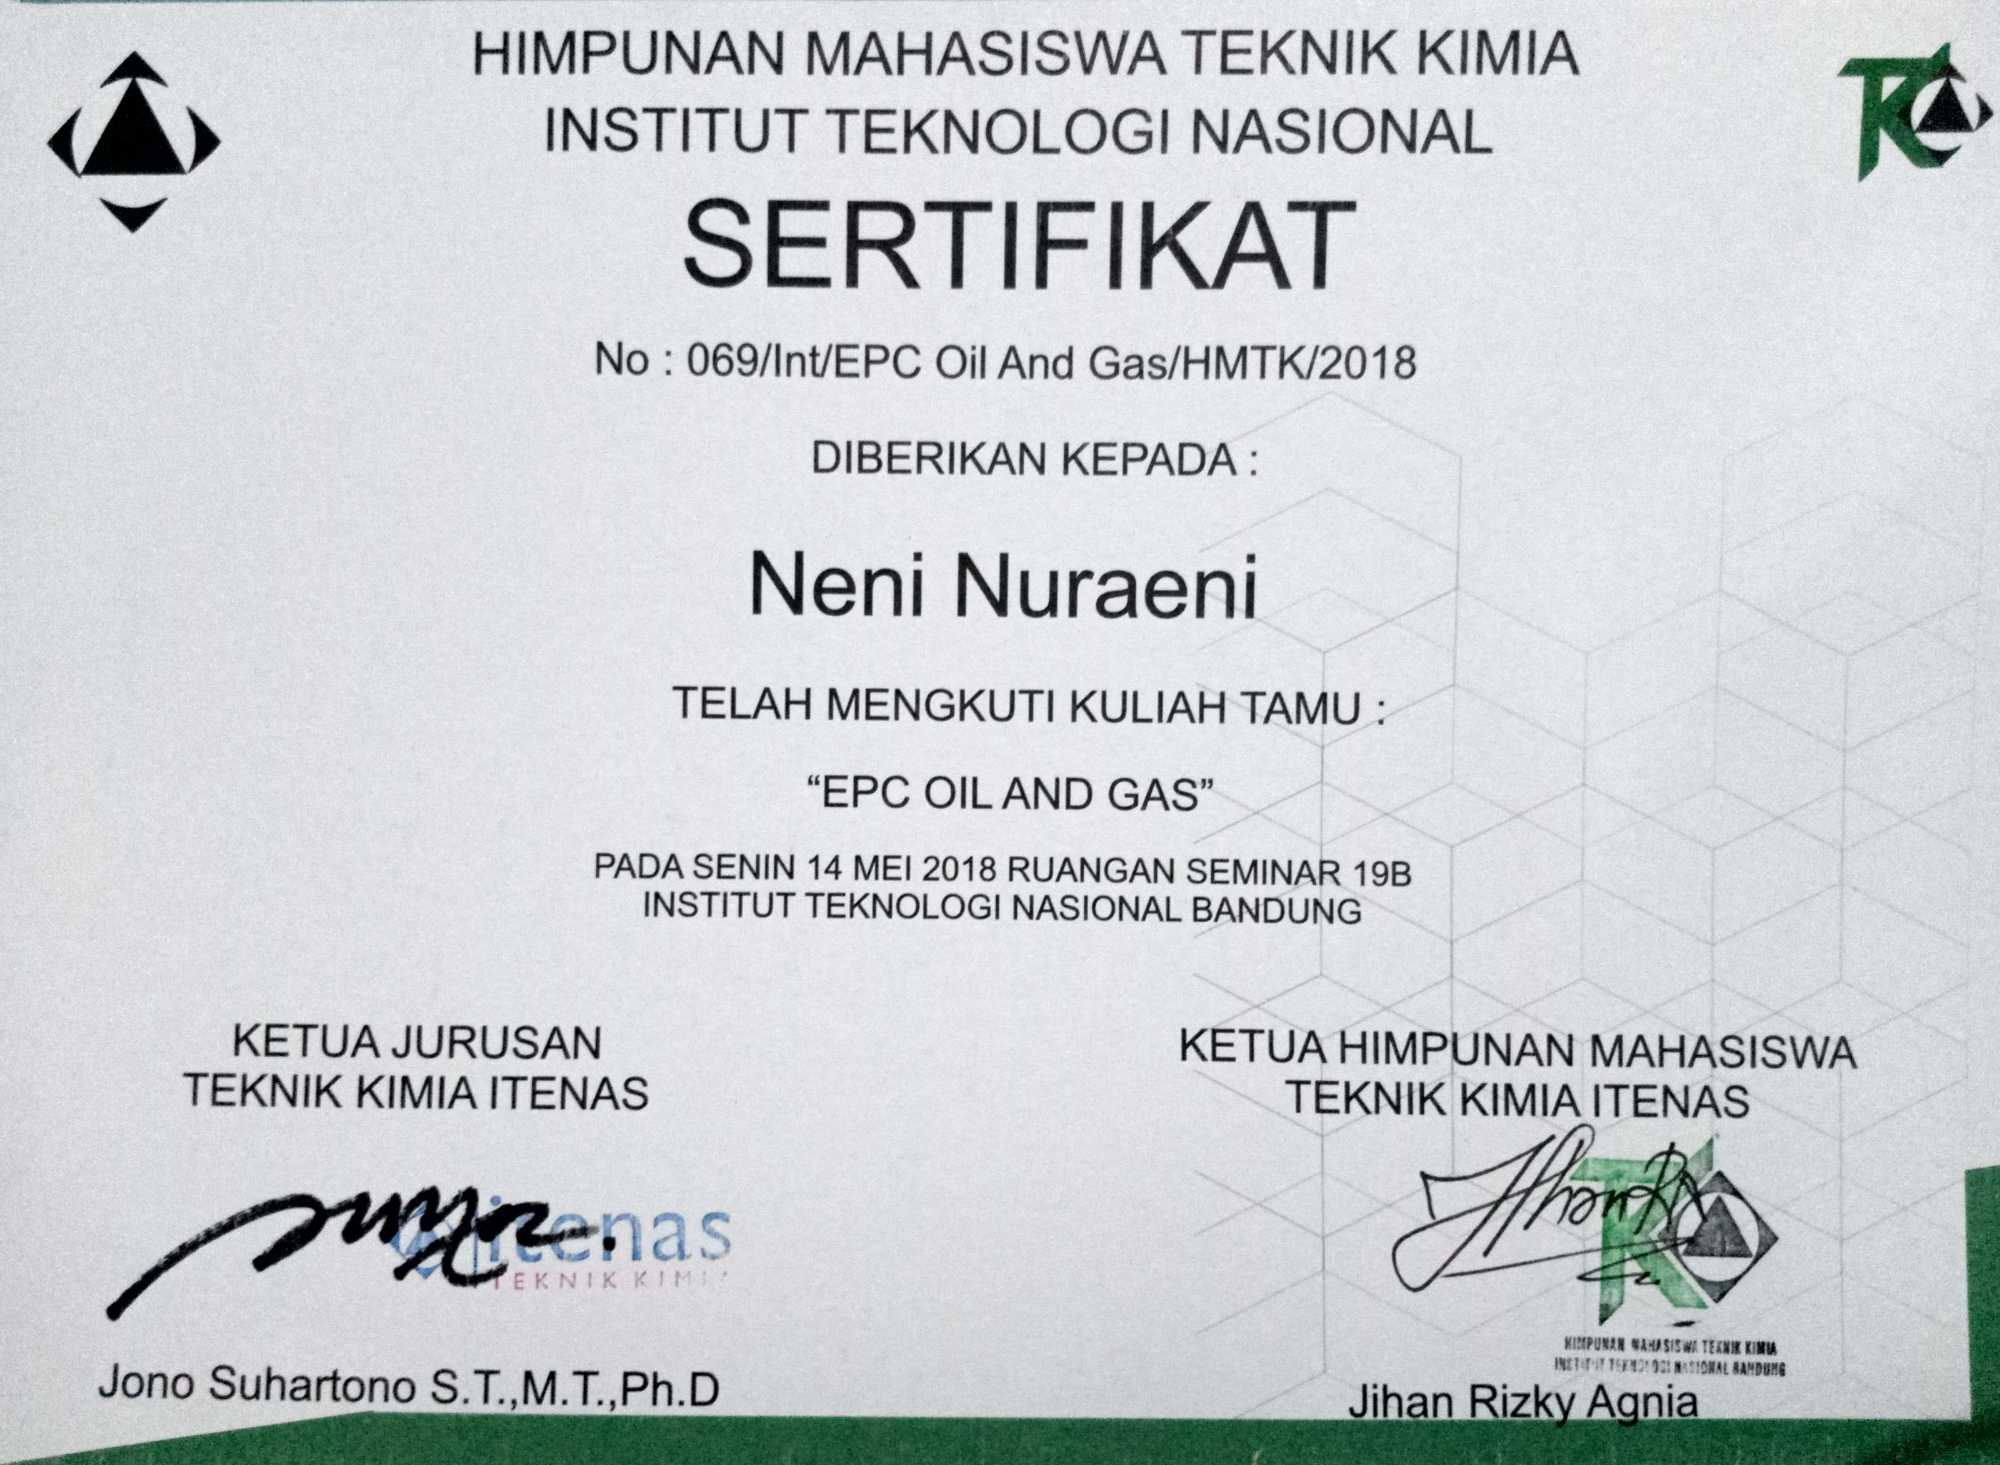 HIMPUNAN MAHASISWA TEKNIK KIMIA
INSTITUT TEKNOLOGI NASIONAL
SERTIFIKAT
No : 069/Int/EPC Oil And Gas/HMTK/2018
DIBERIKAN KEPADA :
Neni Nuraeni
TELAH MENGKUTI KULIAH TAMU :
“EPC OIL AND GAS”
PADA SENIN 14 MEI 2018 RUANGAN SEMINAR 19B
INSTITUT TEKNOLOGI NASIONAL BANDUNG
KETUA JURUSAN
TEKNIK KIMIA ITENAS
itenas
TEKNIK KIMIA
Jono Suhartono S.T.,M.T.,Ph.D
KETUA HIMPUNAN MAHASISWA
TEKNIK KIMIA ITENAS
HIMPUNAN MAHASISWA TEKNIK KIMIA
INSTITUT TEKNOLOGI NASIONAL BANDUNG
Jihan Rizky Agnia